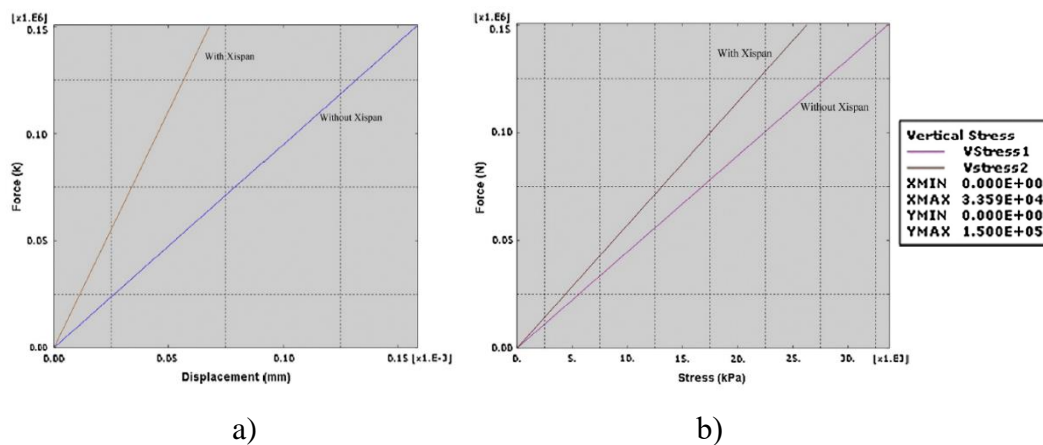 [x1.E6]
0.15
0.10
0.05
0.00
Force (K)
With Xispan
Without Xispan
0.00 0.05 0.10 0.15 [x1.E-3]
Displacement (mm)
a)
[x1.E6]
0.15
0.10
0.05
0.00
Force (N)
With Xispan
Without Xispan
0. 5. 10. 15. 20. 25. 30. [x1.E3]
Stress (kPa)
b)
Vertical Stress
VStress1
Vstress2
XMIN 0.000E+00
XMAX 3.359E+04
YMIN 0.000E+00
YMAX 1.500E+05